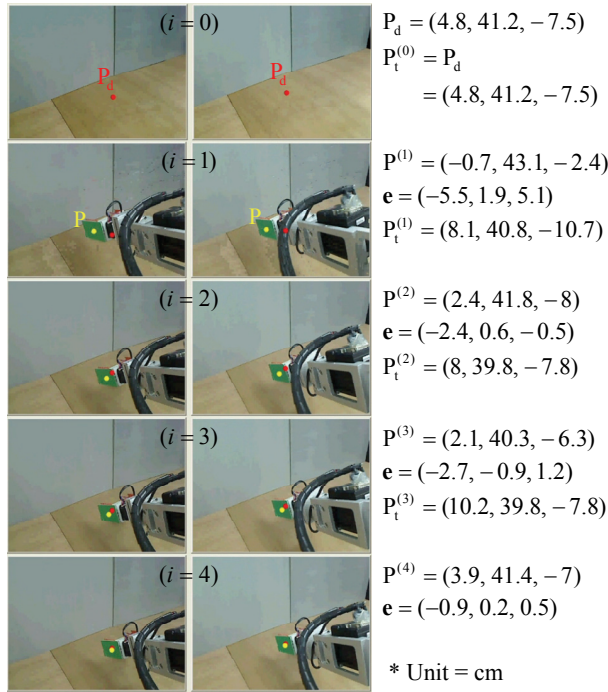 (i = 0)
P_d
P_d
P_d = (4.8, 41.2, −7.5)
P_t^(0) = P_d
= (4.8, 41.2, −7.5)
(i = 1)
P
P
P^(1) = (−0.7, 43.1, −2.4)
e = (−5.5, 1.9, 5.1)
P_t^(1) = (8.1, 40.8, −10.7)
(i = 2)
P^(2) = (2.4, 41.8, −8)
e = (−2.4, 0.6, −0.5)
P_t^(2) = (8, 39.8, −7.8)
(i = 3)
P^(3) = (2.1, 40.3, −6.3)
e = (−2.7, −0.9, 1.2)
P_t^(3) = (10.2, 39.8, −7.8)
(i = 4)
P^(4) = (3.9, 41.4, −7)
e = (−0.9, 0.2, 0.5)
* Unit = cm